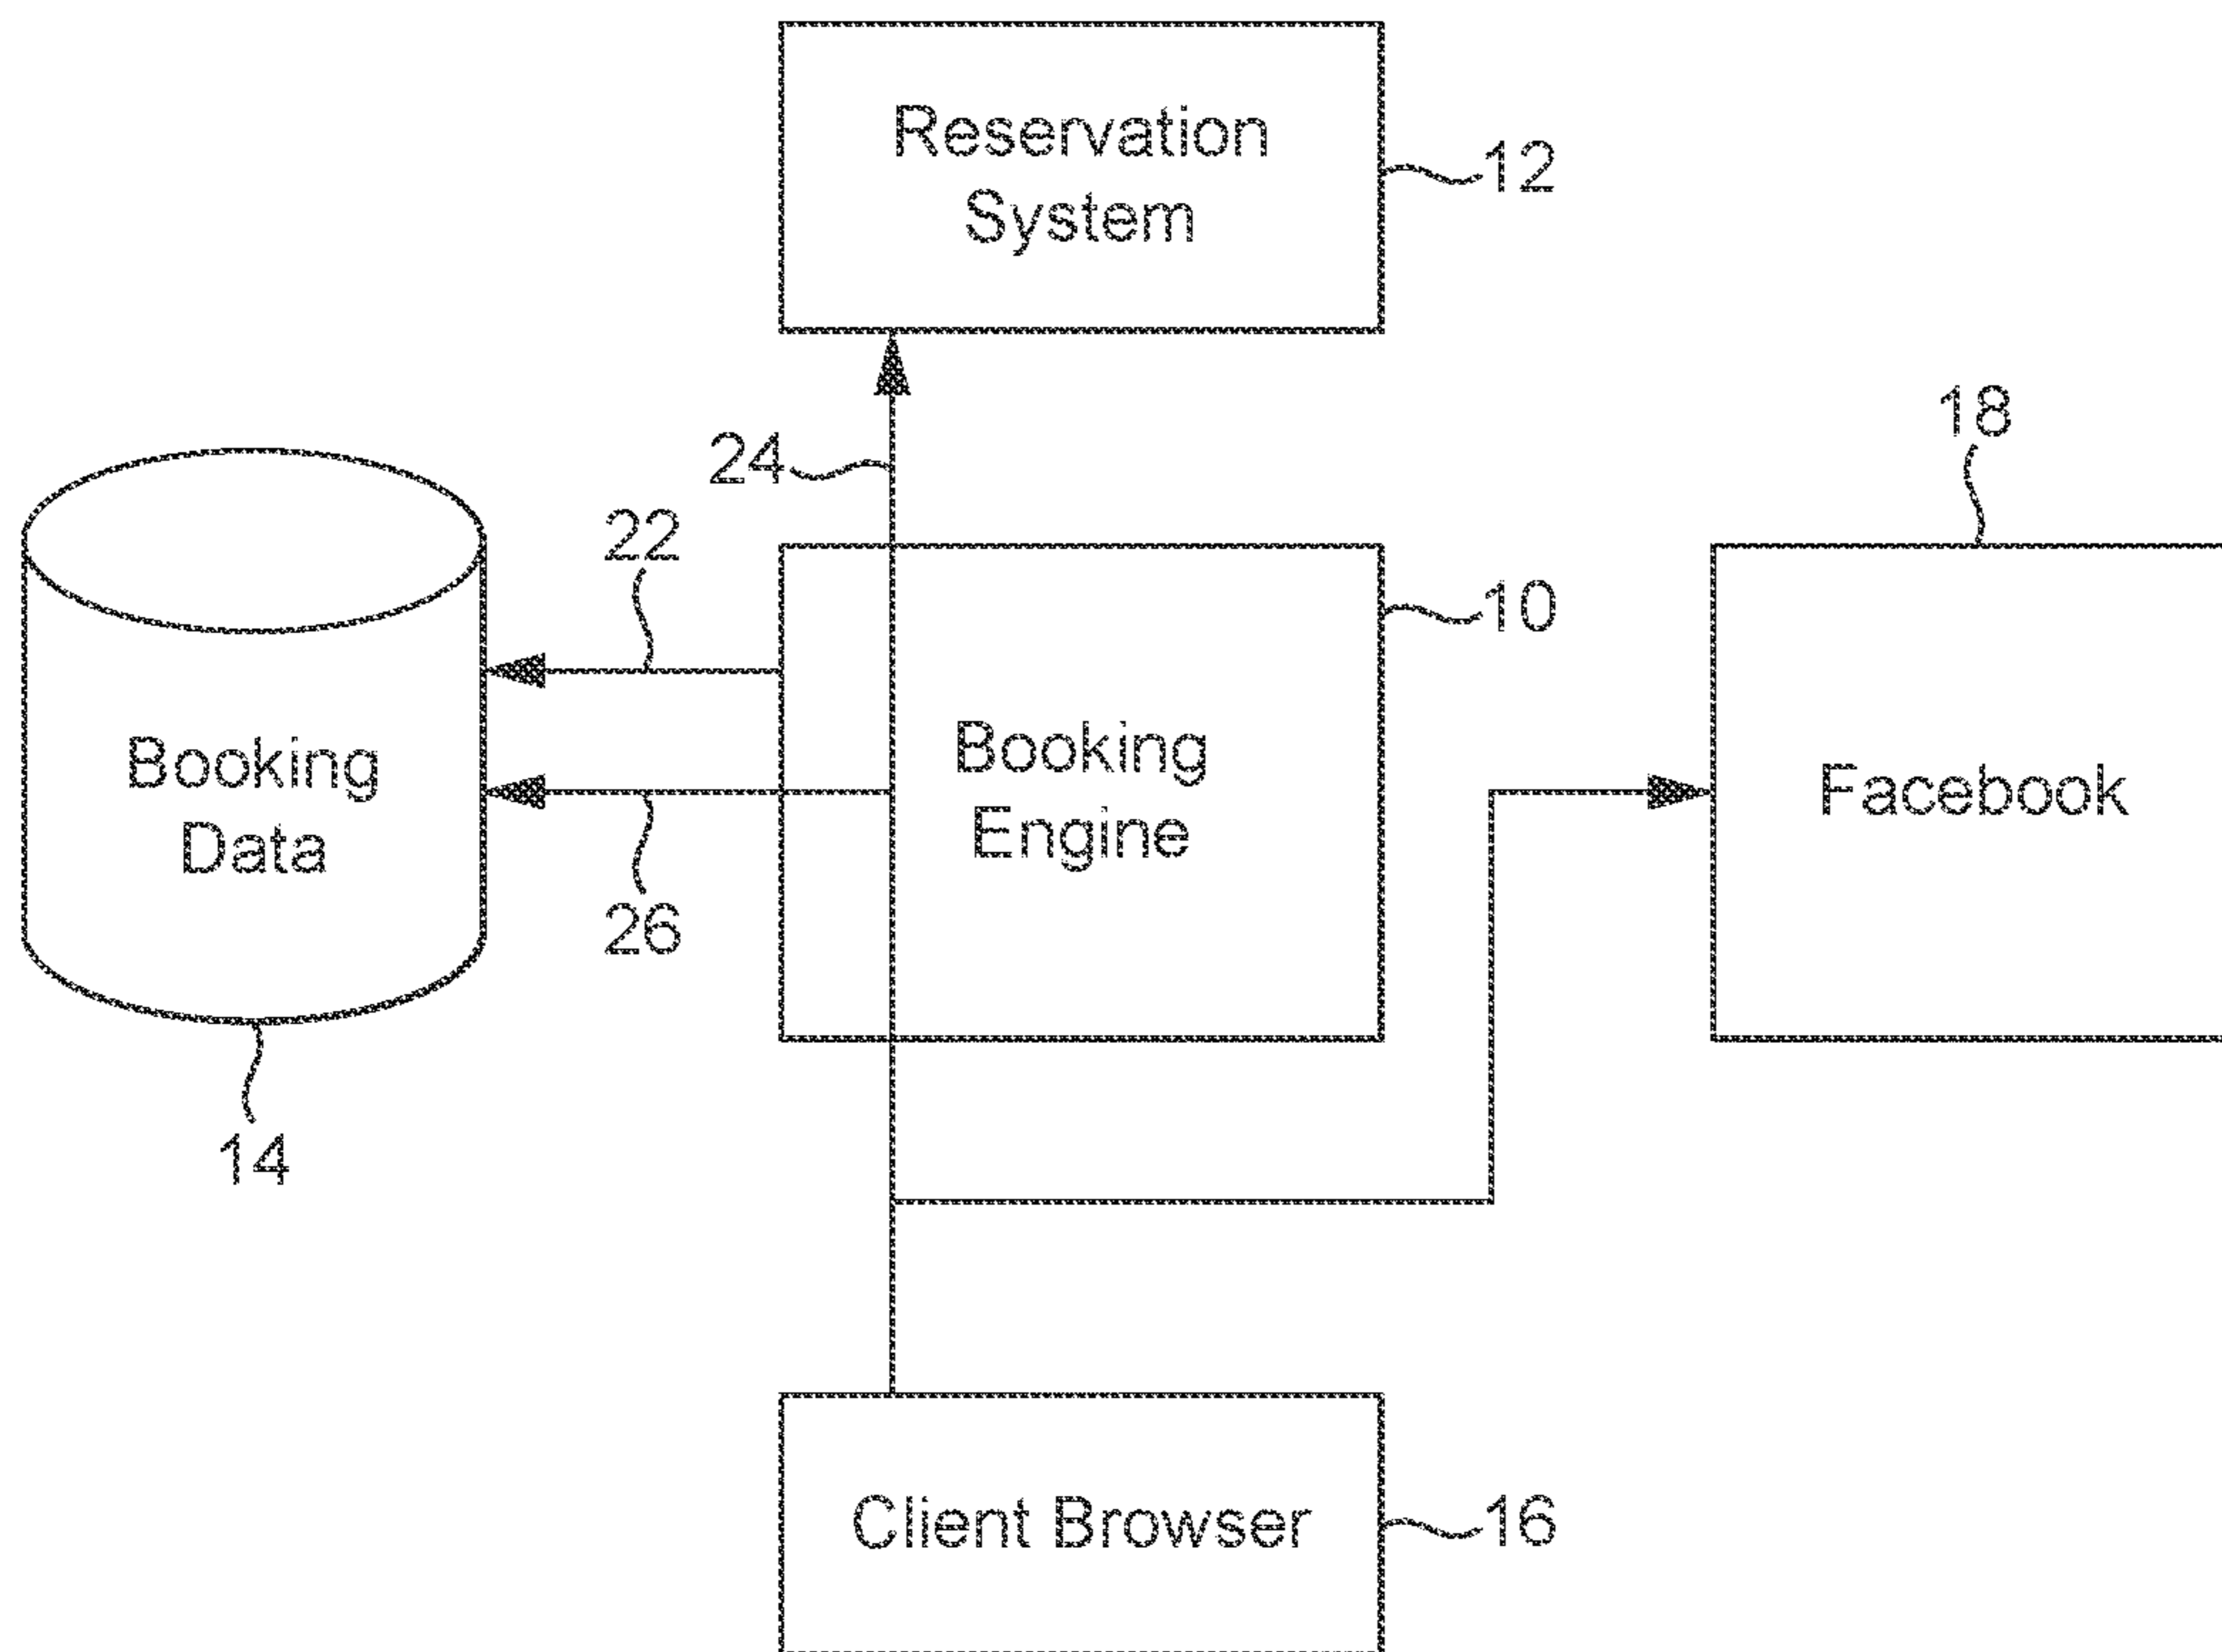 Reservation
System
12
18
24
22
10
Booking
Data
Booking
Engine
Facebook
26
14
Client Browser
16